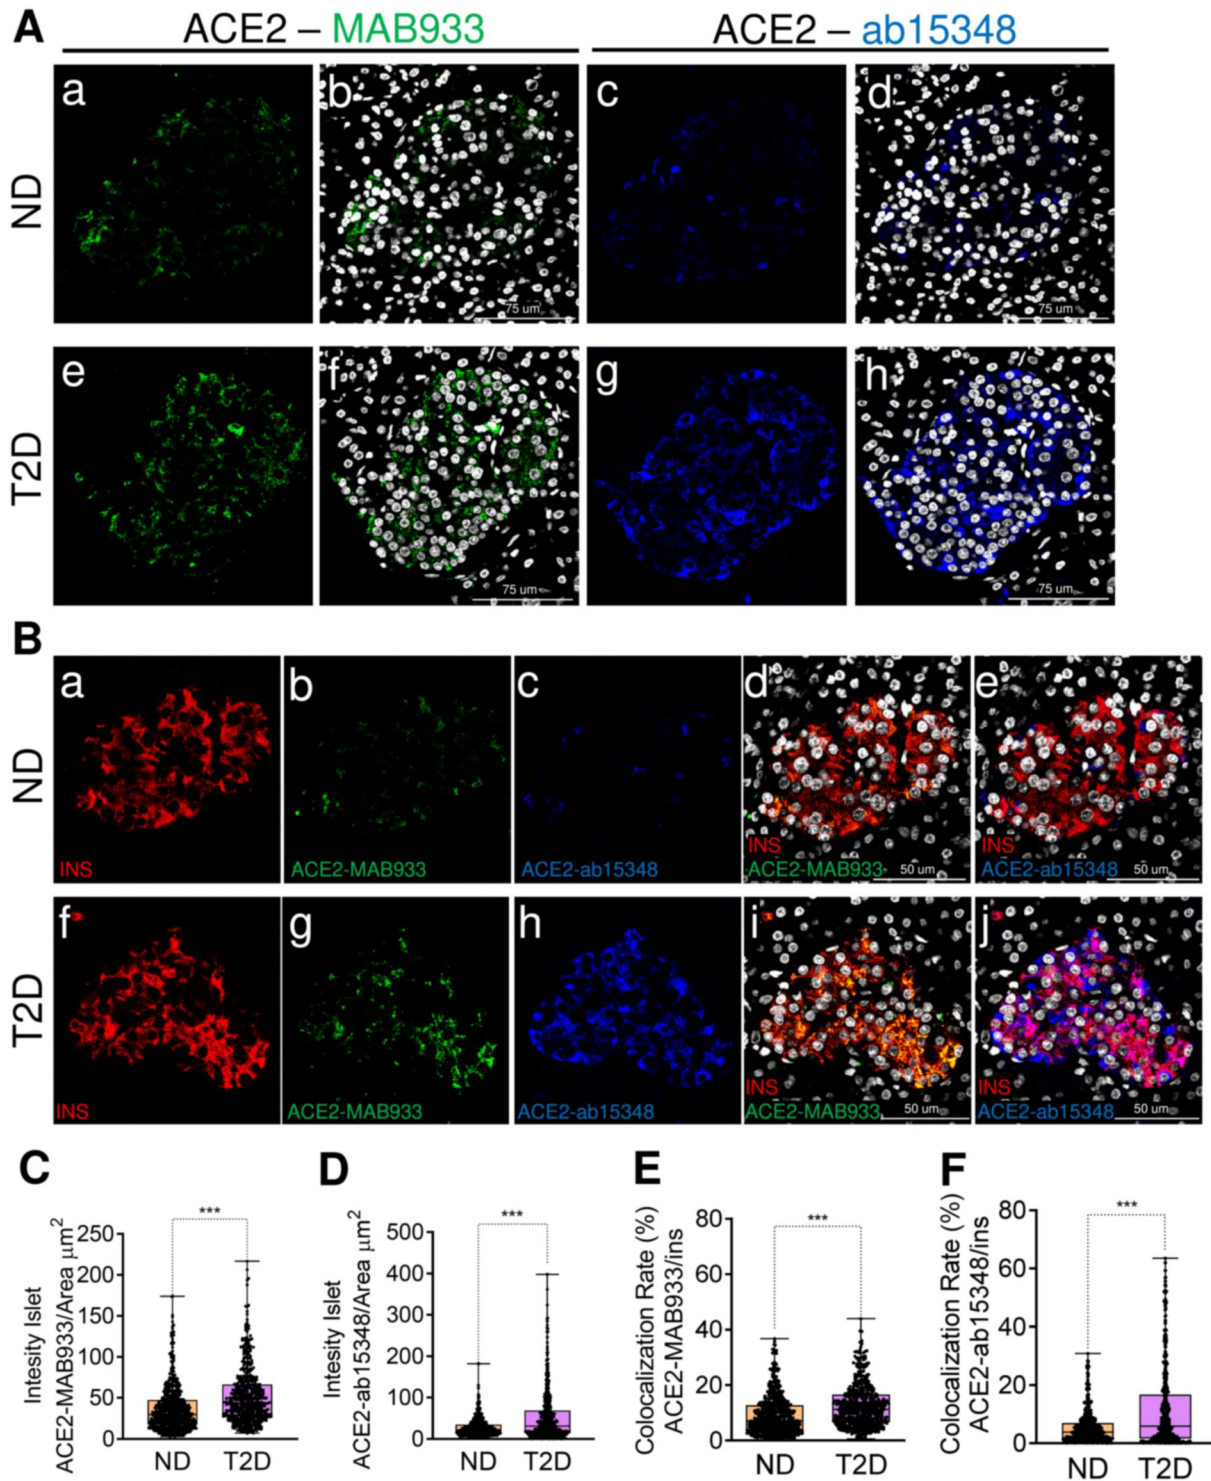 A
ACE2 – MAB933
ACE2 – ab15348
ND
a
b
75 um
c
d
75 um
T2D
e
f
75 um
g
h
75 um
B
ND
a
INS
b
ACE2-MAB933
c
ACE2-ab15348
d
INS
ACE2-MAB933
50 um
e
INS
ACE2-ab15348
50 um
T2D
f
INS
g
ACE2-MAB933
h
ACE2-ab15348
i
INS
ACE2-MAB933
50 um
j
INS
ACE2-ab15348
50 um
C
Intesity Islet
ACE2-MAB933/Area μm²
250
200
150
100
50
0
***
ND
T2D
D
Intesity Islet
ACE2-ab15348/Area μm²
500
400
300
200
100
0
***
ND
T2D
E
Colocalization Rate (%)
ACE2-MAB933/ins
80
60
40
20
0
***
ND
T2D
F
Colocalization Rate (%)
ACE2-ab15348/ins
80
60
40
20
0
***
ND
T2D